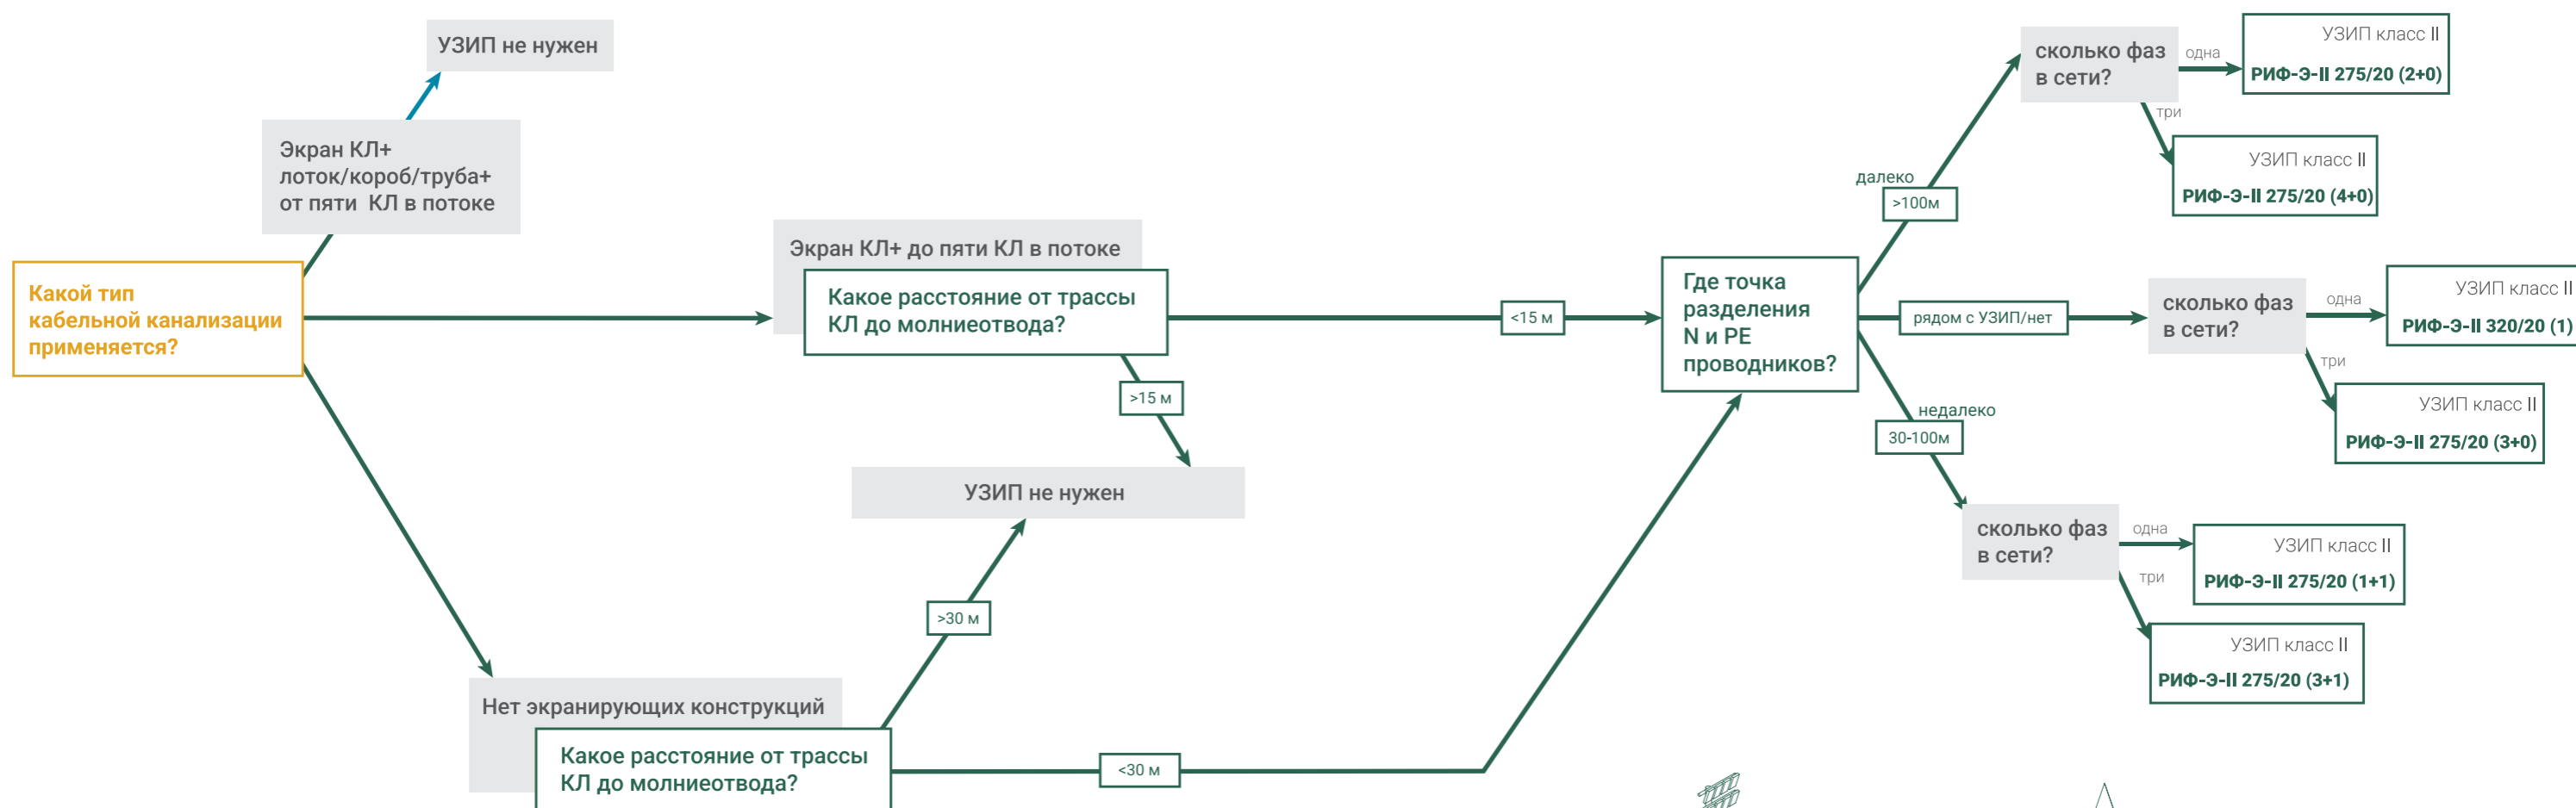 УЗИП не нужен
Экран КЛ+
лоток/короб/труба+
от пяти КЛ в потоке
Какой тип
кабельной канализации
применяется?
Экран КЛ+ до пяти КЛ в потоке
Какое расстояние от трассы
КЛ до молниеотвода?
<15 м
>15 м
УЗИП не нужен
>30 м
Нет экранирующих конструкций
Какое расстояние от трассы
КЛ до молниеотвода?
<30 м
Где точка
разделения
N и PE
проводников?
далеко
>100м
сколько фаз
в сети?
одна
УЗИП класс II
РИФ-Э-II 275/20 (2+0)
три
УЗИП класс II
РИФ-Э-II 275/20 (4+0)
рядом с УЗИП/нет
сколько фаз
в сети?
одна
УЗИП класс II
РИФ-Э-II 320/20 (1)
три
УЗИП класс II
РИФ-Э-II 275/20 (3+0)
недалеко
30-100м
сколько фаз
в сети?
одна
УЗИП класс II
РИФ-Э-II 275/20 (1+1)
три
УЗИП класс II
РИФ-Э-II 275/20 (3+1)